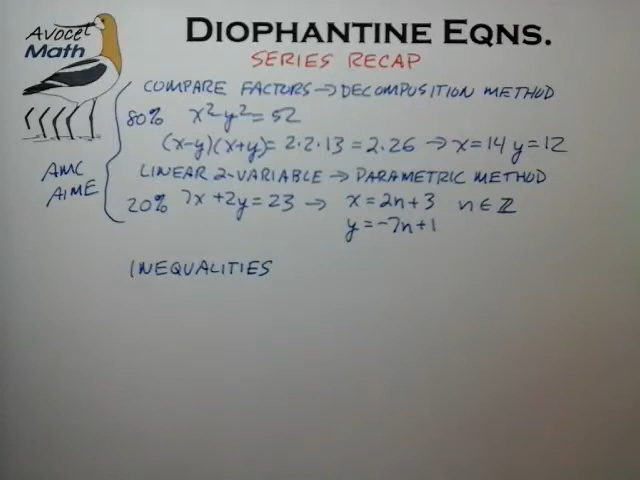 Avocet
Math
DIOPHANTINE EQNS.
SERIES RECAP
COMPARE FACTORS → DECOMPOSITION METHOD
80% x²-y²=52
(x-y)(x+y)= 2·2·13 = 2·26 → x=14 y=12
AMC
AIME
LINEAR 2-VARIABLE → PARAMETRIC METHOD
20% 7x+2y=23 → x=2n+3 n∈ℤ
y=-7n+1
INEQUALITIES